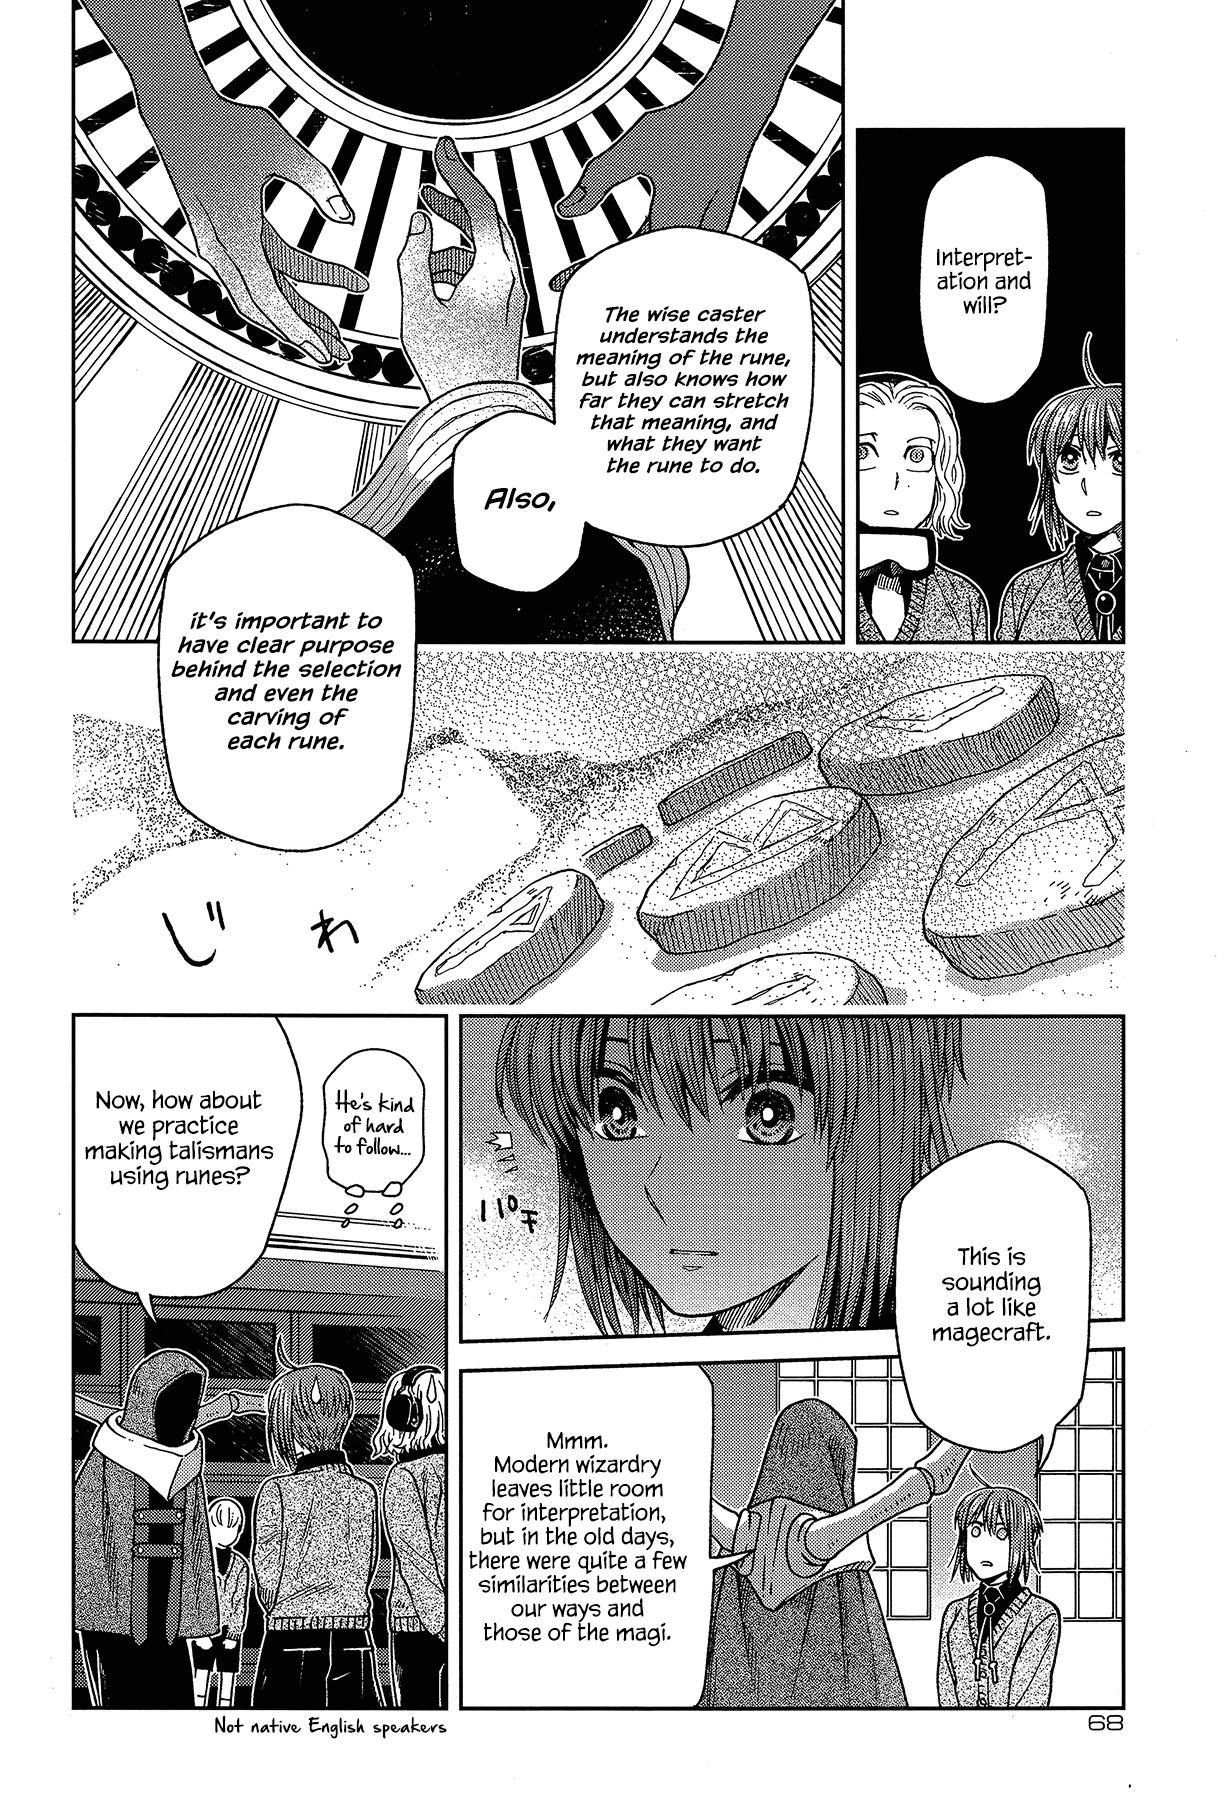 Interpret-
ation and
will?
The wise caster
understands the
meaning of the rune,
but also knows how
far they can stretch
that meaning, and
what they want
the rune to do.
Also,
it's important to
have clear purpose
behind the selection
and even the
carving of
each rune.
じわ
This is
sounding
a lot like
magecraft.
Mmm.
Modern wizardry
leaves little room
for interpretation,
but in the old days,
there were quite a few
similarities between
our ways and
those of the magi.
Now, how about
we practice
making talismans
using runes?
He's kind
of hard
to follow...
Not native English speakers
68